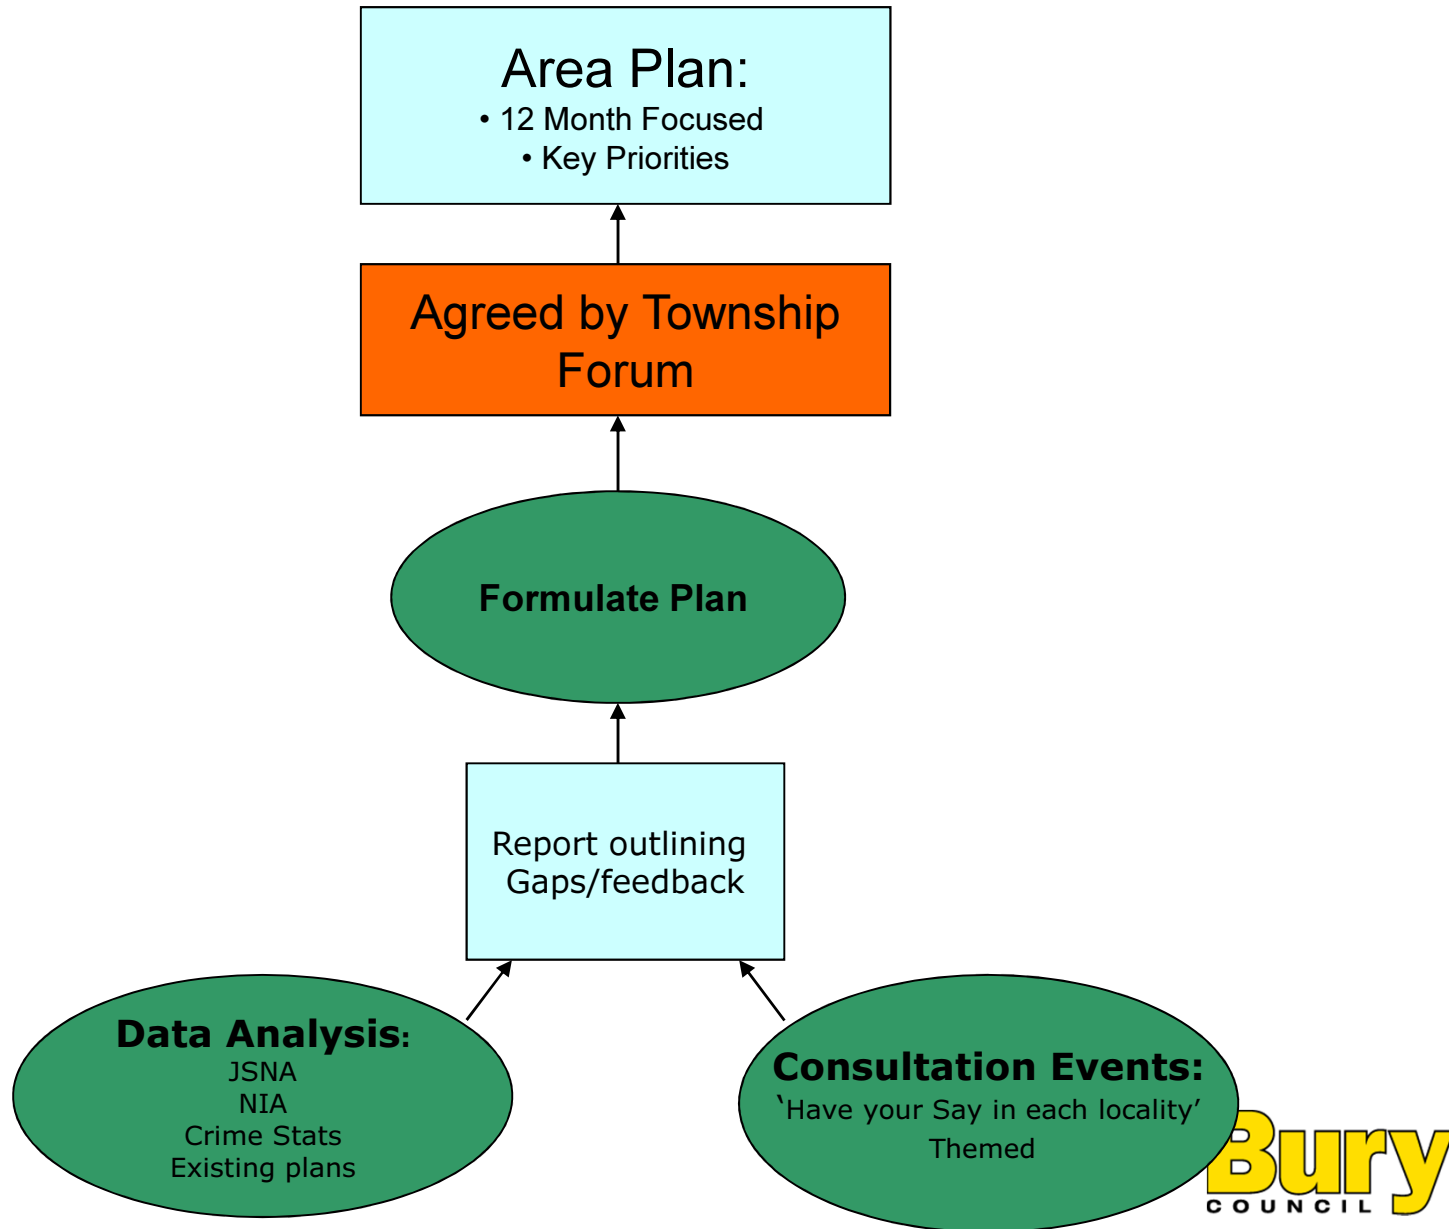 Area Plan:
• 12 Month Focused
• Key Priorities
Agreed by Township
Forum
Formulate Plan
Report outlining
Gaps/feedback
Data Analysis:
JSNA
NIA
Crime Stats
Existing plans
Consultation Events:
‘Have your Say in each locality’
Themed
Bury
COUNCIL